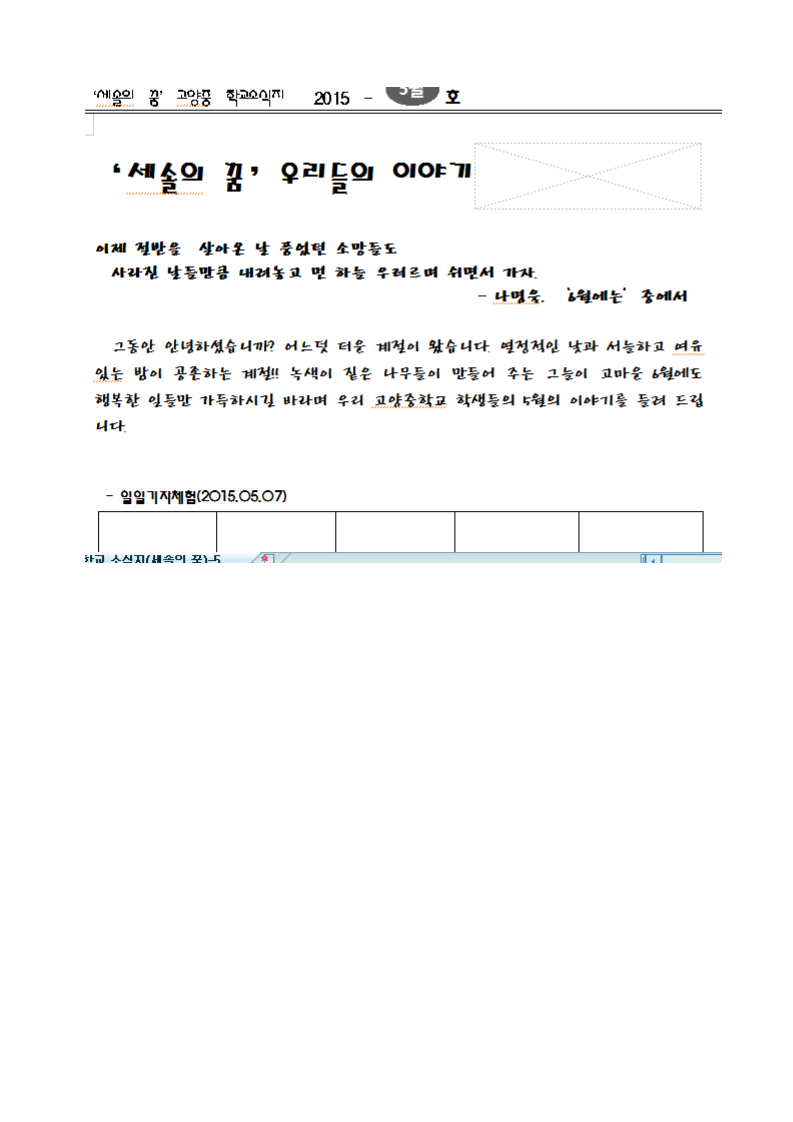 ‘세솔의 꿈’ 고양중 학교소식지 2015 - 5월 호
‘세솔의 꿈’ 우리들의 이야기
이제 절반을 살아온 날 품었던 소망들도
사라진 날들만큼 내려놓고 먼 하늘 우러르며 쉬면서 가자.
- 나명욱, ‘6월에는’ 중에서
그동안 안녕하셨습니까? 어느덧 더운 계절이 왔습니다. 열정적인 낮과 서늘하고 여유
있는 밤이 공존하는 계절!! 녹색이 짙은 나무들이 만들어 주는 그늘이 고마운 6월에도
행복한 일들만 가득하시길 바라며 우리 고양중학교 학생들의 5월의 이야기를 들려 드립
니다.
- 일일기자체험(2015.05.07)
학교 소식지(세솔의 꿈)-5